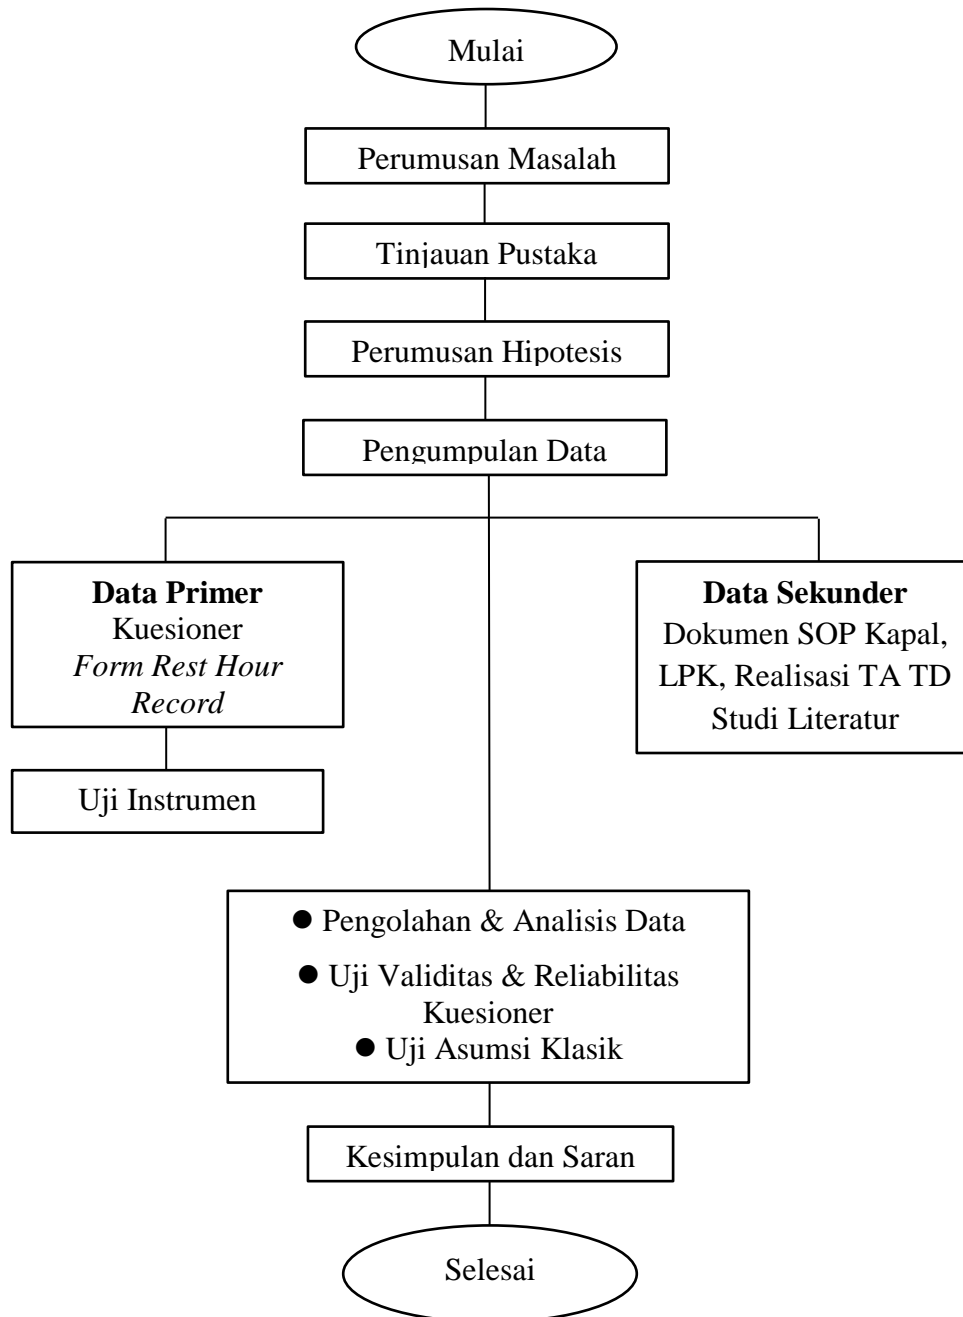 Mulai
Perumusan Masalah
Tinjauan Pustaka
Perumusan Hipotesis
Pengumpulan Data
Data Primer
Kuesioner
Form Rest Hour
Record
Data Sekunder
Dokumen SOP Kapal,
LPK, Realisasi TA TD
Studi Literatur
Uji Instrumen
● Pengolahan & Analisis Data
● Uji Validitas & Reliabilitas
Kuesioner
● Uji Asumsi Klasik
Kesimpulan dan Saran
Selesai